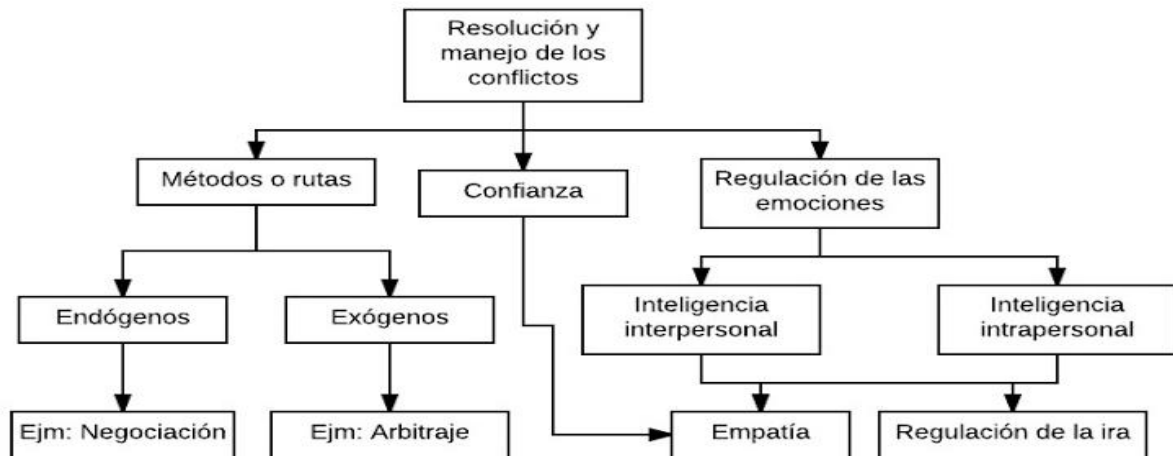 Resolución y
manejo de los
conflictos
Métodos o rutas
Confianza
Regulación de las
emociones
Endógenos
Exógenos
Inteligencia
interpersonal
Inteligencia
intrapersonal
Ejm: Negociación
Ejm: Arbitraje
Empatía
Regulación de la ira